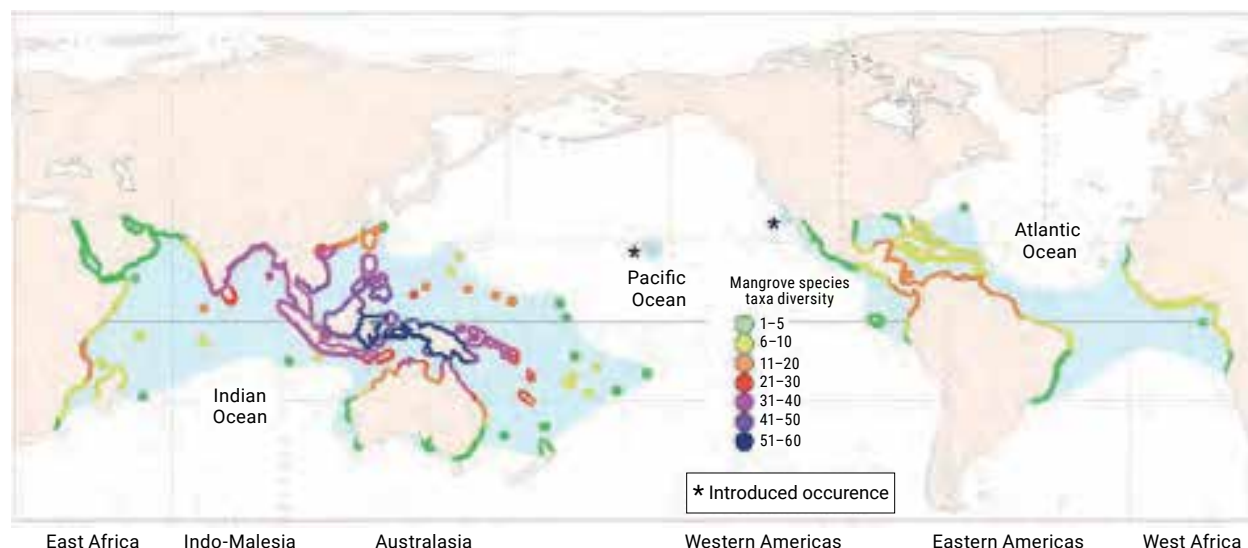 Atlantic
Ocean
Pacific
Ocean
Indian
Ocean
Mangrove species
taxa diversity
1–5
6–10
11–20
21–30
31–40
41–50
51–60
*
*
* Introduced occurence
East Africa
Indo-Malesia
Australasia
Western Americas
Eastern Americas
West Africa